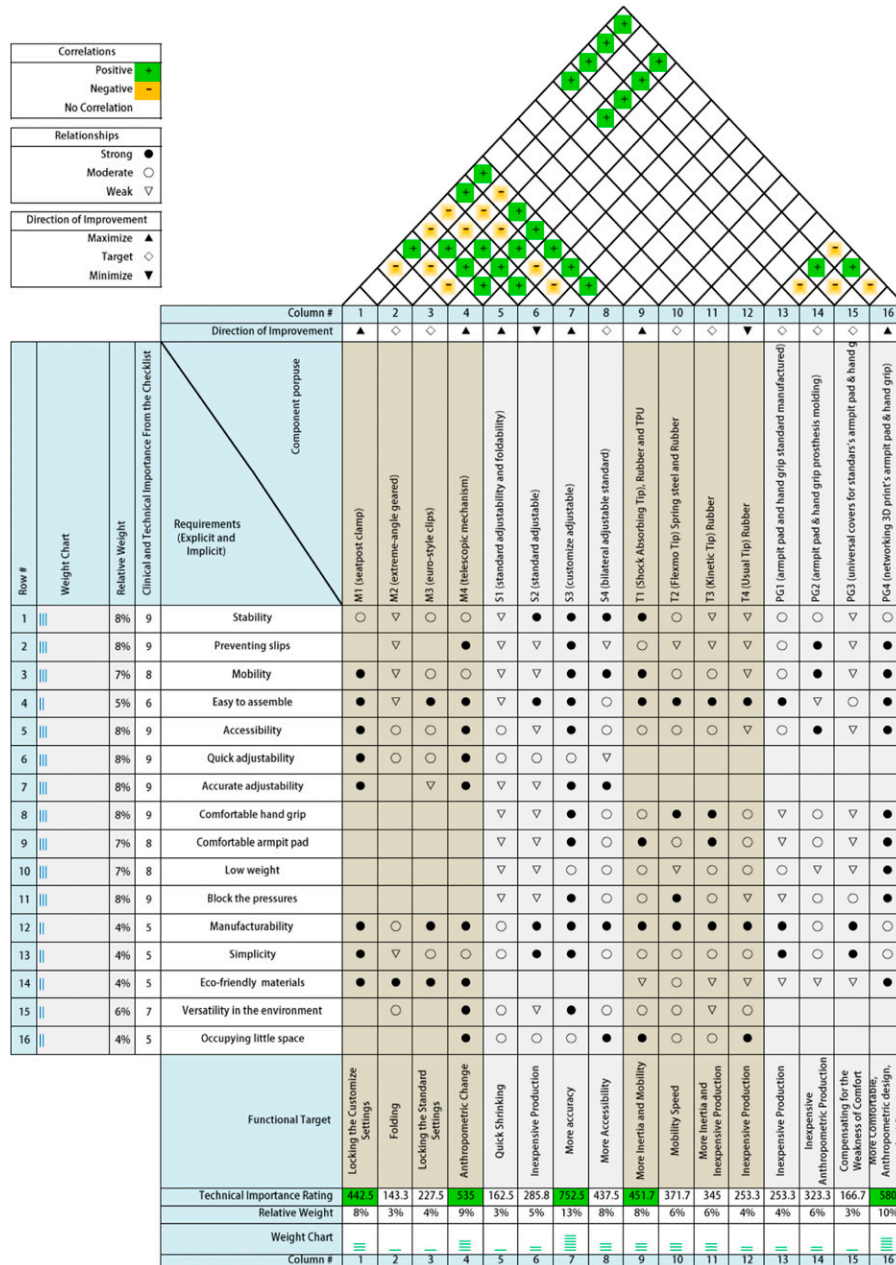 Correlations
Positive +
Negative −
No Correlation
Relationships
Strong ●
Moderate ○
Weak ▽
Direction of Improvement
Maximize ▲
Target ◇
Minimize ▼
Column # 1 2 3 4 5 6 7 8 9 10 11 12 13 14 15 16
Direction of Improvement ▲ ◇ ◇ ▲ ▲ ▼ ▲ ◇ ▲ ◇ ◇ ▼ ◇ ◇ ◇ ▲
Row #
Weight Chart
Relative Weight
Clinical and Technical Importance From the Checklist
Requirements
(Explicit and
Implicit)
Component porpuse
M1 (seatpost clamp)
M2 (extreme-angle geared)
M3 (euro-style clips)
M4 (telescopic mechanism)
S1 (standard adjustability and foldability)
S2 (standard adjustable)
S3 (customize adjustable)
S4 (bilateral adjustable standard)
T1 (Shock Absorbing Tip), Rubber and TPU
T2 (Flexmo Tip) Spring steel and Rubber
T3 (Kinetic Tip) Rubber
T4 (Usual Tip) Rubber
PG1 (armpit pad and hand grip standard manufactured)
PG2 (armpit pad & hand grip prosthesis molding)
PG3 (universal covers for standars's armpit pad & hand g
PG4 (networking 3D print's armpit pad & hand grip)
1 8% 9 Stability ○ ▽ ○ ○ ▽ ● ● ● ● ○ ▽ ▽ ○ ○ ▽ ○
2 8% 9 Preventing slips ▽ ● ▽ ▽ ● ▽ ○ ▽ ▽ ▽ ○ ● ▽ ●
3 7% 8 Mobility ● ▽ ○ ○ ▽ ▽ ● ● ● ○ ○ ▽ ○ ● ▽ ●
4 5% 6 Easy to assemble ● ▽ ● ● ▽ ● ● ○ ● ● ● ● ● ▽ ○ ●
5 8% 9 Accessibility ● ○ ○ ● ○ ▽ ● ○ ○ ○ ○ ▽ ○ ● ▽ ●
6 8% 9 Quick adjustability ● ○ ○ ● ○ ○ ○ ▽
7 8% 9 Accurate adjustability ● ▽ ● ▽ ▽ ● ●
8 8% 9 Comfortable hand grip ▽ ▽ ● ○ ○ ● ● ○ ▽ ○ ▽ ●
9 7% 8 Comfortable armpit pad ▽ ▽ ● ○ ● ○ ● ○ ▽ ○ ▽ ●
10 7% 8 Low weight ▽ ▽ ○ ○ ○ ▽ ○ ○ ○ ▽ ▽ ●
11 8% 9 Block the pressures ▽ ▽ ● ○ ○ ● ○ ▽ ▽ ○ ○ ●
12 4% 5 Manufacturability ● ○ ● ● ○ ● ● ● ● ● ● ● ● ○ ● ○
13 4% 5 Simplicity ● ▽ ○ ○ ○ ● ● ○ ○ ○ ○ ○ ● ○ ● ○
14 4% 5 Eco-friendly materials ● ● ● ● ▽ ○ ▽ ▽ ▽ ▽ ▽ ●
15 6% 7 Versatility in the environment ○ ● ○ ▽ ● ○ ○ ○ ▽ ○
16 4% 5 Occupying little space ● ○ ○ ○ ● ● ○ ○ ●
Functional Target
Locking the Customize
Settings
Folding
Locking the Standard
Settings
Anthropometric Change
Quick Shrinking
Inexpensive Production
More accuracy
More Accessibility
More Inertia and Mobility
Mobility Speed
More Inertia and
Inexpensive Production
Inexpensive Production
Inexpensive Production
Inexpensive
Anthropometric Production
Compensating for the
Weakness of Comfort
More Comfortable,
Anthropometric design,
Technical Importance Rating 442.5 143.3 227.5 535 162.5 285.8 752.5 437.5 451.7 371.7 345 253.3 253.3 323.3 166.7 580
Relative Weight 8% 3% 4% 9% 3% 5% 13% 8% 8% 6% 6% 4% 4% 6% 3% 10%
Weight Chart
Column # 1 2 3 4 5 6 7 8 9 10 11 12 13 14 15 16